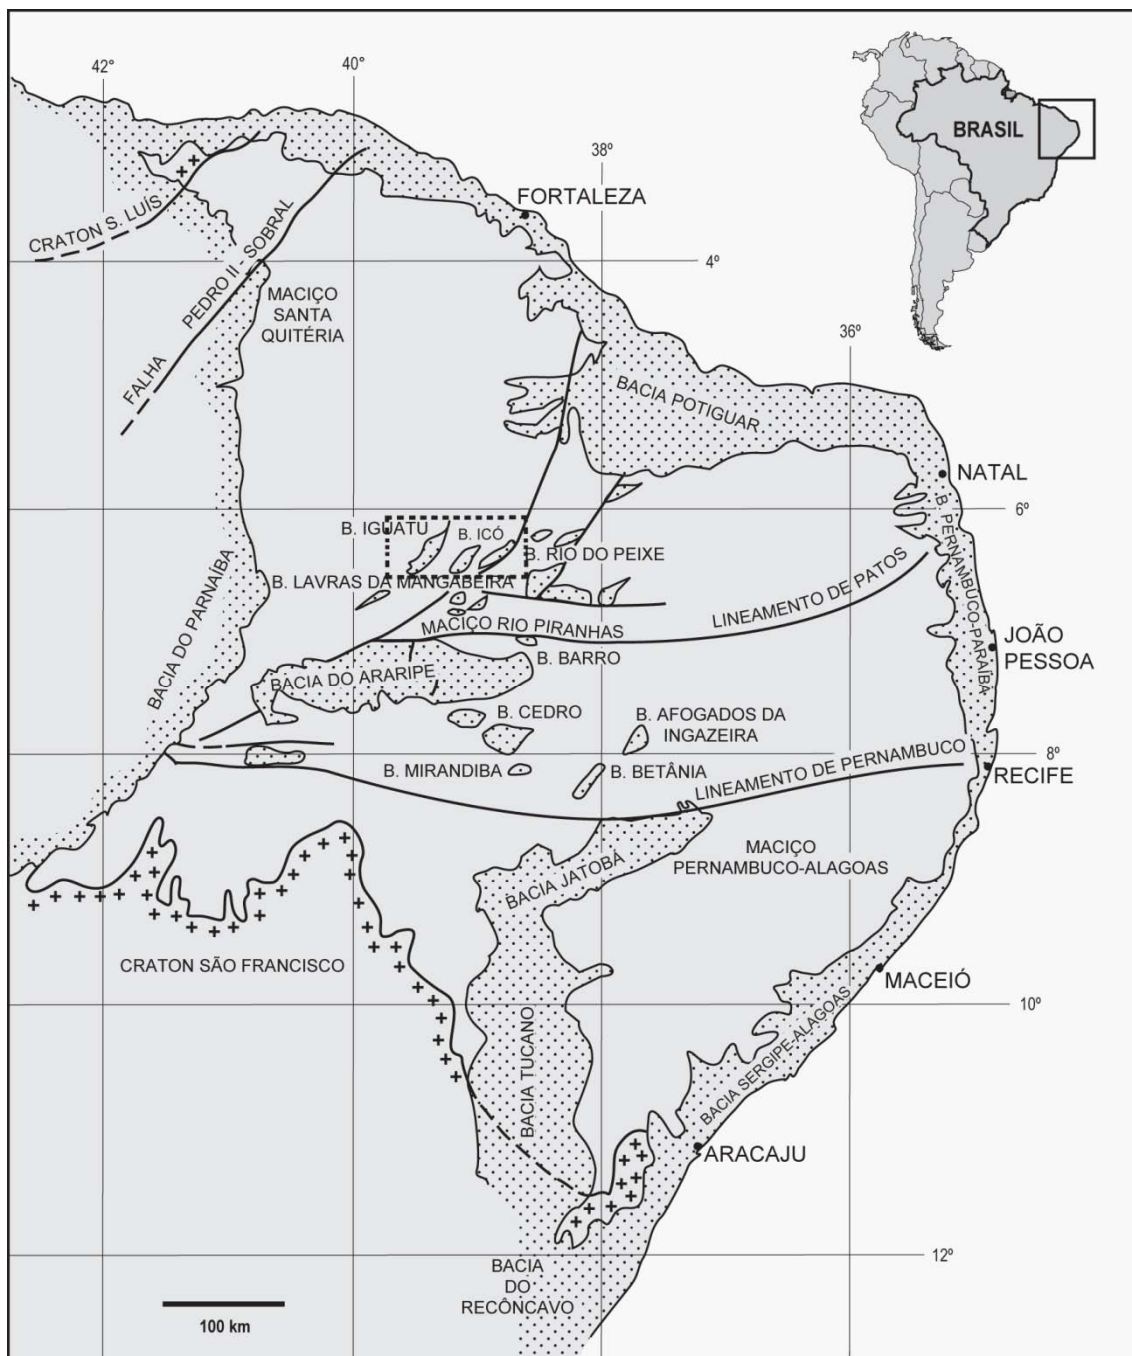 42°
40°
38°
BRASIL
FORTALEZA
CRATON S. LUÍS
FALHA PEDRO II - SOBRAL
4°
MACIÇO
SANTA
QUITÉRIA
36°
BACIA POTIGUAR
NATAL
6°
B. IGUATU
B. ICÓ
B. RIO DO PEIXE
B. LAVRAS DA MANGABEIRA
LINEAMENTO DE PATOS
B. PERNAMBUCO-PARAÍBA
MACIÇO RIO PIRANHAS
JOÃO
PESSOA
BACIA DO PARNAÍBA
B. BARRO
BACIA DO ARARIPE
B. CEDRO
B. AFOGADOS DA
INGAZEIRA
B. MIRANDIBA
B. BETÂNIA
LINEAMENTO DE PERNAMBUCO
8°
RECIFE
MACIÇO
PERNAMBUCO-ALAGOAS
BACIA JATOBÁ
CRATON SÃO FRANCISCO
MACEIÓ
10°
BACIA TUCANO
BACIA SERGIPE-ALAGOAS
ARACAJU
12°
BACIA
DO
RECÔNCAVO
100 km